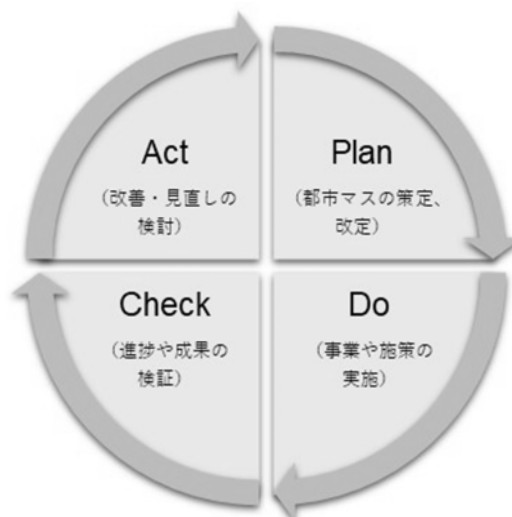 Act
(改善・見直しの
検討)
Plan
(都市マスの策定、
改定)
Check
(進捗や成果の
検証)
Do
(事業や施策の
実施)